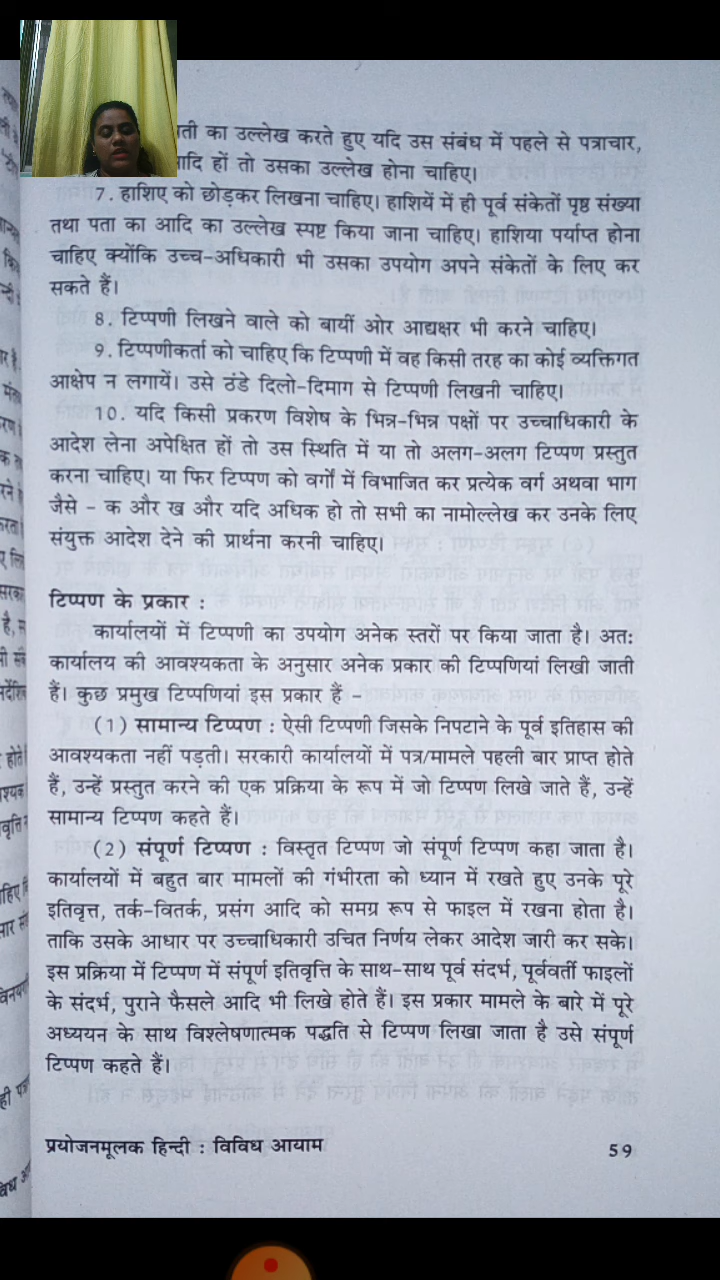 का उल्लेख करते हुए यदि उस संबंध में पहले से पत्राचार,
हों तो उसका उल्लेख होना चाहिए।
7. हाशिए को छोड़कर लिखना चाहिए। हाशियें में ही पूर्व संकेतों पृष्ठ संख्या
तथा पता का आदि का उल्लेख स्पष्ट किया जाना चाहिए। हाशिया पर्याप्त होना
चाहिए क्योंकि उच्च-अधिकारी भी उसका उपयोग अपने संकेतों के लिए कर
सकते हैं।
8. टिप्पणी लिखने वाले को बायीं ओर आद्यक्षर भी करने चाहिए।
9. टिप्पणीकर्ता को चाहिए कि टिप्पणी में वह किसी तरह का कोई व्यक्तिगत
आक्षेप न लगायें। उसे ठंडे दिलो-दिमाग से टिप्पणी लिखनी चाहिए।
10. यदि किसी प्रकरण विशेष के भिन्न-भिन्न पक्षों पर उच्चाधिकारी के
आदेश लेना अपेक्षित हों तो उस स्थिति में या तो अलग-अलग टिप्पण प्रस्तुत
करना चाहिए। या फिर टिप्पण को वर्गों में विभाजित कर प्रत्येक वर्ग अथवा भाग
जैसे - क और ख और यदि अधिक हो तो सभी का नामोल्लेख कर उनके लिए
संयुक्त आदेश देने की प्रार्थना करनी चाहिए।
टिप्पण के प्रकार :
कार्यालयों में टिप्पणी का उपयोग अनेक स्तरों पर किया जाता है। अतः
कार्यालय की आवश्यकता के अनुसार अनेक प्रकार की टिप्पणियां लिखी जाती
हैं। कुछ प्रमुख टिप्पणियां इस प्रकार हैं -
(1) सामान्य टिप्पण : ऐसी टिप्पणी जिसके निपटाने के पूर्व इतिहास की
आवश्यकता नहीं पड़ती। सरकारी कार्यालयों में पत्र/मामले पहली बार प्राप्त होते
हैं, उन्हें प्रस्तुत करने की एक प्रक्रिया के रूप में जो टिप्पण लिखे जाते हैं, उन्हें
सामान्य टिप्पण कहते हैं।
(2) संपूर्ण टिप्पण : विस्तृत टिप्पण जो संपूर्ण टिप्पण कहा जाता है।
कार्यालयों में बहुत बार मामलों की गंभीरता को ध्यान में रखते हुए उनके पूरे
इतिवृत्त, तर्क-वितर्क, प्रसंग आदि को समग्र रूप से फाइल में रखना होता है।
ताकि उसके आधार पर उच्चाधिकारी उचित निर्णय लेकर आदेश जारी कर सके।
इस प्रक्रिया में टिप्पण में संपूर्ण इतिवृत्ति के साथ-साथ पूर्व संदर्भ, पूर्ववर्ती फाइलों
के संदर्भ, पुराने फैसले आदि भी लिखे होते हैं। इस प्रकार मामले के बारे में पूरे
अध्ययन के साथ विश्लेषणात्मक पद्धति से टिप्पण लिखा जाता है उसे संपूर्ण
टिप्पण कहते हैं।
प्रयोजनमूलक हिन्दी : विविध आयाम 59